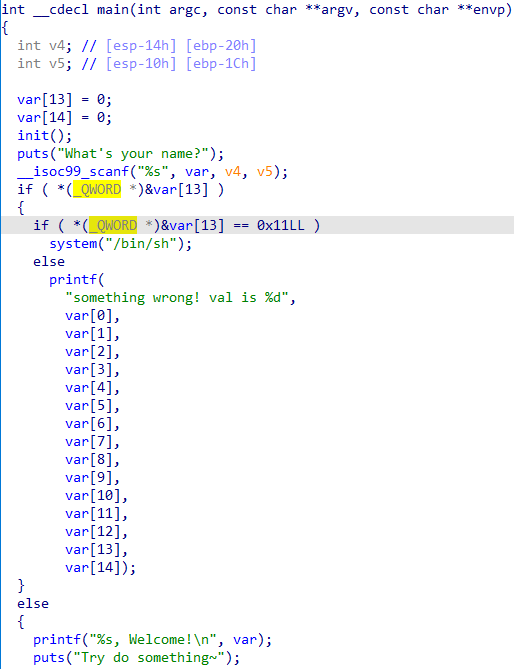 int __cdecl main(int argc, const char **argv, const char **envp)
{
  int v4; // [esp-14h] [ebp-20h]
  int v5; // [esp-10h] [ebp-1Ch]

  var[13] = 0;
  var[14] = 0;
  init();
  puts("What's your name?");
  __isoc99_scanf("%s", var, v4, v5);
  if ( *(_QWORD *)&var[13] )
  {
    if ( *(_QWORD *)&var[13] == 0x11LL )
      system("/bin/sh");
    else
      printf(
        "something wrong! val is %d",
        var[0],
        var[1],
        var[2],
        var[3],
        var[4],
        var[5],
        var[6],
        var[7],
        var[8],
        var[9],
        var[10],
        var[11],
        var[12],
        var[13],
        var[14]);
  }
  else
  {
    printf("%s, Welcome!\n", var);
    puts("Try do something~");